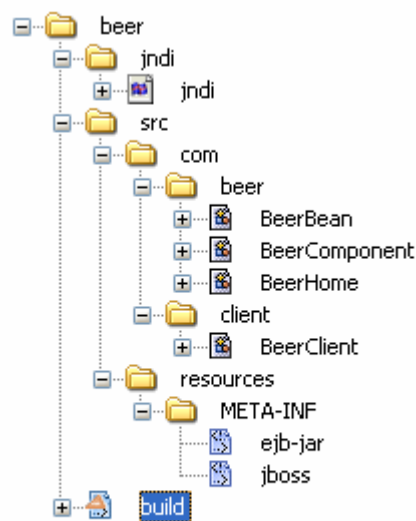 beer
jndi
jndi
src
com
beer
BeerBean
BeerComponent
BeerHome
client
BeerClient
resources
META-INF
ejb-jar
jboss
build